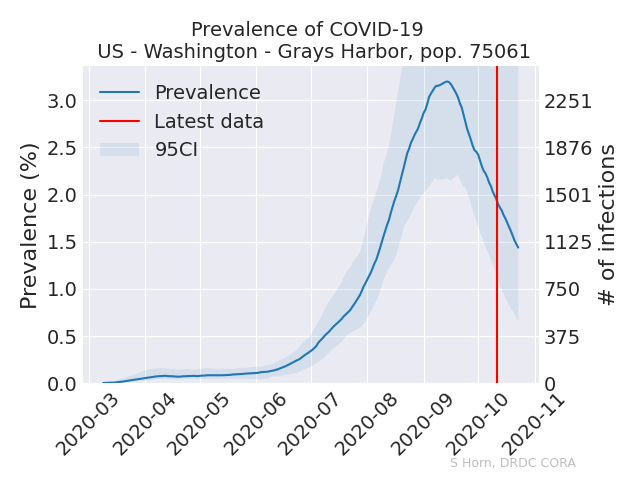 Prevalence of COVID-19
US - Washington - Grays Harbor, pop. 75061
Prevalence
Latest data
95CI
Prevalence (%)
3.0
2.5
2.0
1.5
1.0
0.5
0.0
2251
1876
1501
1125
750
375
0
# of infections
2020-03
2020-04
2020-05
2020-06
2020-07
2020-08
2020-09
2020-10
2020-11
S Horn, DRDC CORA